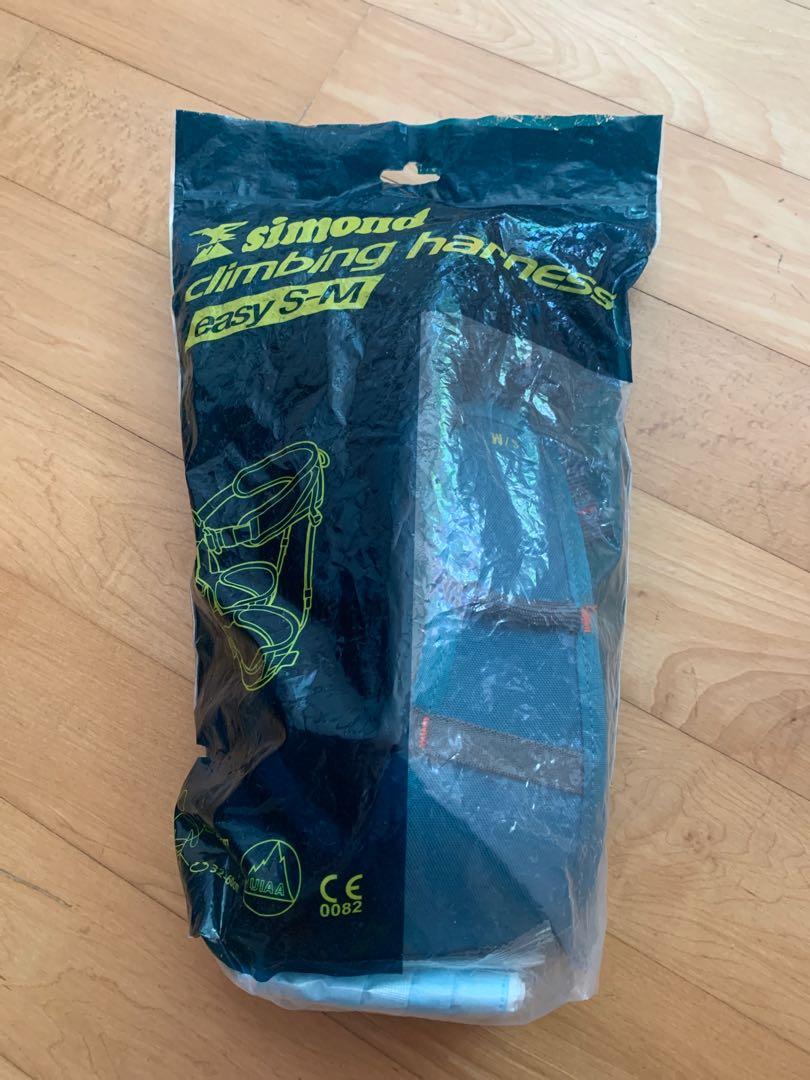 simond
climbing harness
easy S-M
S/M
UIAA
CE
0082